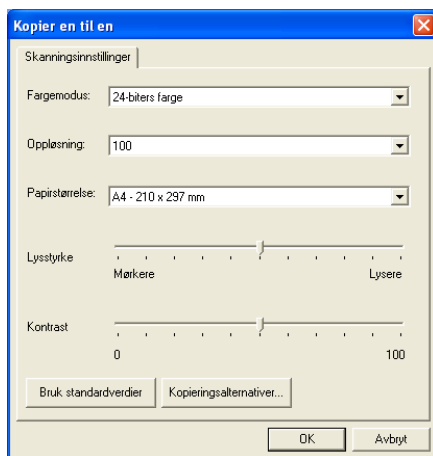 Kopier en til en
Skanningsinnstillinger
Fargemodus: 24-biters farge
Oppløsning: 100
Papirstørrelse: A4 - 210 x 297 mm
Lysstyrke
Mørkere Lysere
Kontrast
0 100
Bruk standardverdier Kopieringsalternativer...
OK Avbryt